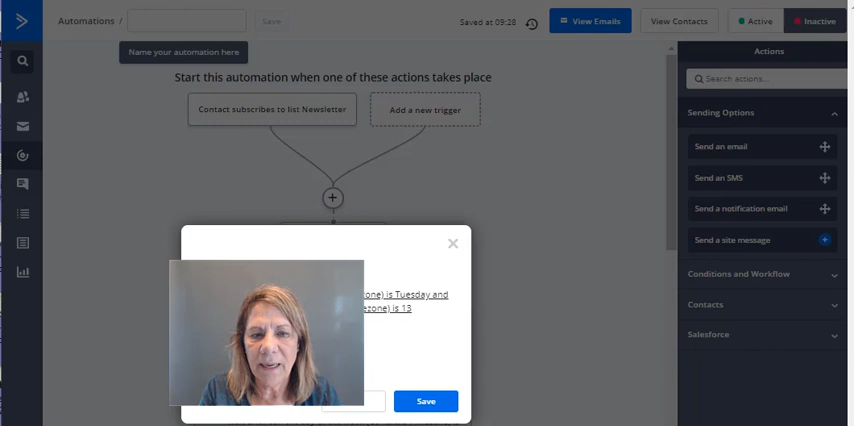 Automations /
Save
Saved at 09:28
View Emails
View Contacts
Active
Inactive
Name your automation here
Start this automation when one of these actions takes place
Contact subscribes to list Newsletter
Add a new trigger
Actions
Search actions...
Sending Options
Send an email
Send an SMS
Send a notification email
Send a site message
Conditions and Workflow
Contacts
Salesforce
zone) is Tuesday and
ezone) is 13
Save